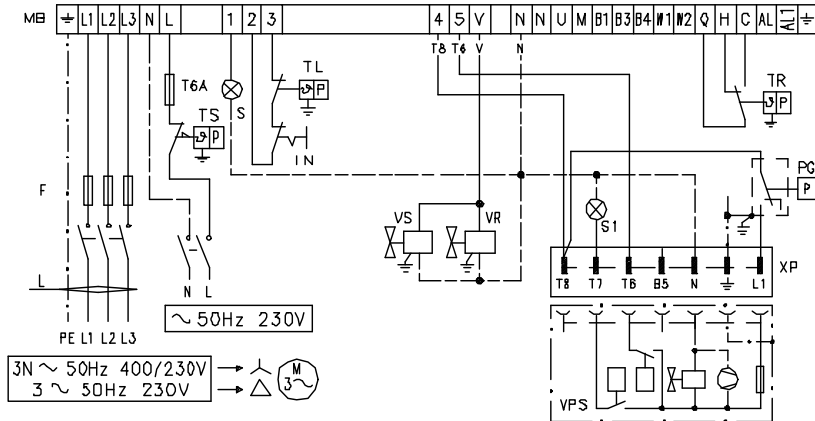 MB ⏚ L1 L2 L3 N L 1 2 3 4 5 V N N U M B1 B3 B4 W1 W2 Q H C AL AL1 ⏚
T8 T6 V N
T6A
S
TL
ϑ P
TR
ϑ P
TS
ϑ P
IN
F
PG
P
VS
VR
S1
XP
T8 T7 T6 B5 N ⏚ L1
L
N L
∼ 50Hz 230V
PE L1 L2 L3
3N ∼ 50Hz 400/230V
3 ∼ 50Hz 230V
M
3∼
VPS